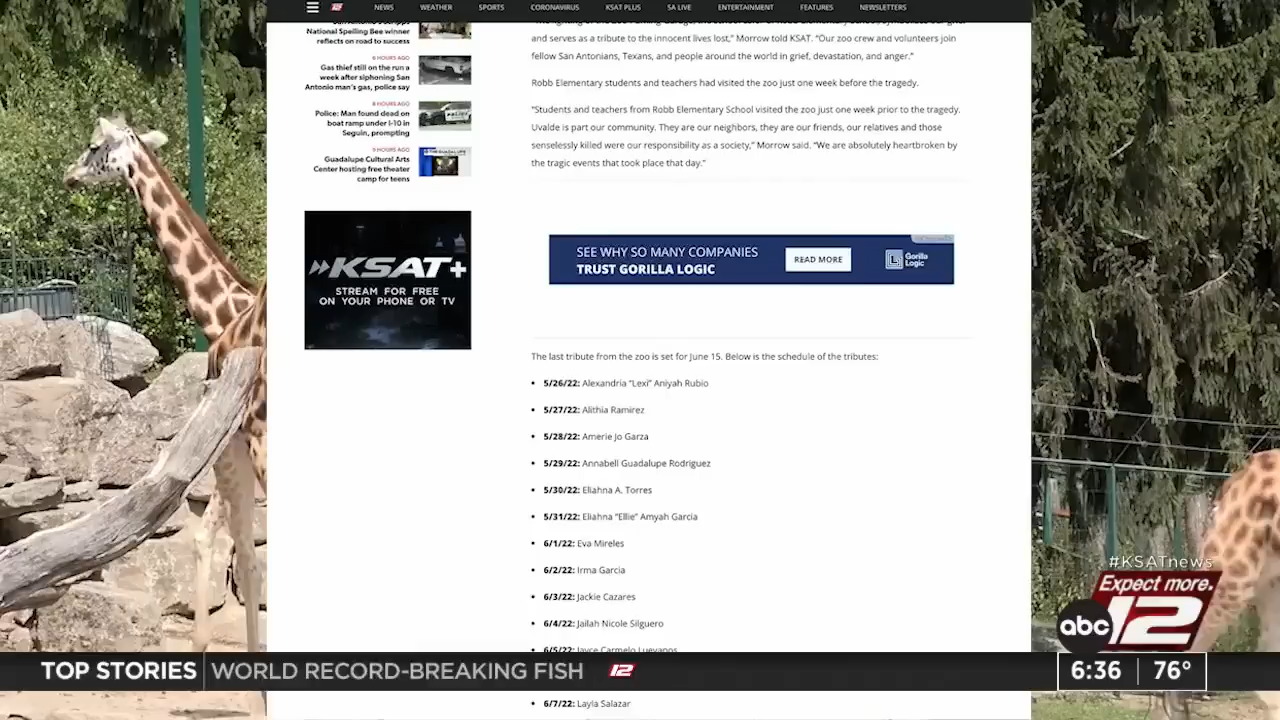 NEWS WEATHER SPORTS CORONAVIRUS KSAT PLUS SA LIVE ENTERTAINMENT FEATURES NEWSLETTERS
National Spelling Bee winner
reflects on road to success
8 HOURS AGO
Gas thief still on the run a
week after siphoning San
Antonio man's gas, police say
8 HOURS AGO
Police: Man found dead on
boat ramp under I-10 in
Seguin, prompting
9 HOURS AGO
Guadalupe Cultural Arts
Center hosting free theater
camp for teens
KSAT+
STREAM FOR FREE
ON YOUR PHONE OR TV
and serves as a tribute to the innocent lives lost,” Morrow told KSAT. “Our zoo crew and volunteers join
fellow San Antonians, Texans, and people around the world in grief, devastation, and anger.”
Robb Elementary students and teachers had visited the zoo just one week before the tragedy.
“Students and teachers from Robb Elementary School visited the zoo just one week prior to the tragedy.
Uvalde is part our community. They are our neighbors, they are our friends, our relatives and those
senselessly killed were our responsibility as a society,” Morrow said. “We are absolutely heartbroken by
the tragic events that took place that day.”
SEE WHY SO MANY COMPANIES
TRUST GORILLA LOGIC
READ MORE
Gorilla
Logic
The last tribute from the zoo is set for June 15. Below is the schedule of the tributes:
• 5/26/22: Alexandria “Lexi” Aniyah Rubio
• 5/27/22: Alithia Ramirez
• 5/28/22: Amerie Jo Garza
• 5/29/22: Annabell Guadalupe Rodriguez
• 5/30/22: Eliahna A. Torres
• 5/31/22: Eliahna “Ellie” Amyah Garcia
• 6/1/22: Eva Mireles
• 6/2/22: Irma Garcia
• 6/3/22: Jackie Cazares
• 6/4/22: Jailah Nicole Silguero
• 6/5/22: Jayce Carmelo Luevanos
• 6/7/22: Layla Salazar
#KSATnews
Expect more.
abc 12
TOP STORIES WORLD RECORD-BREAKING FISH 12
6:36 76°